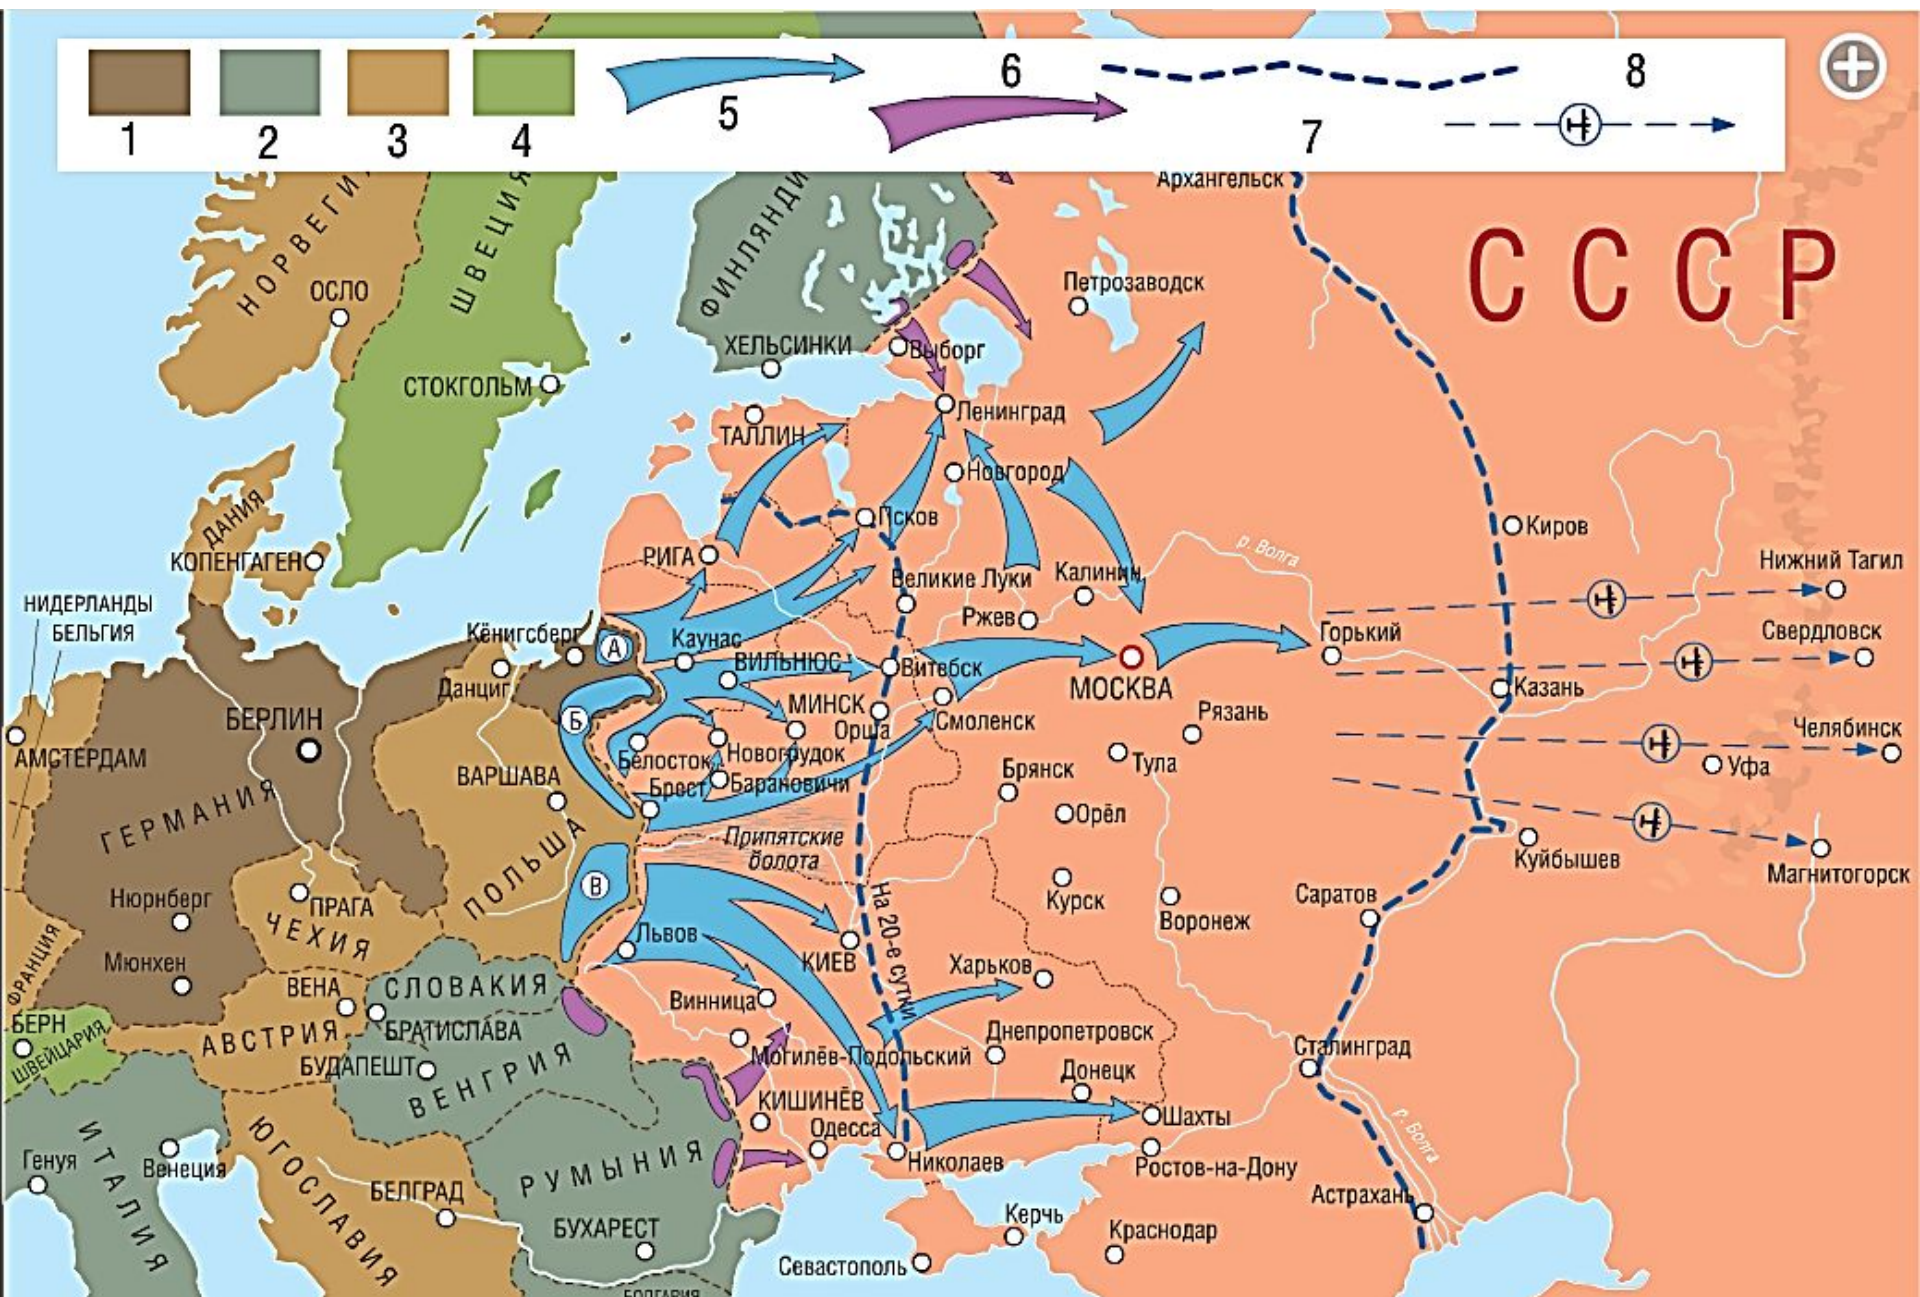 6
8
5
7
1
2
3
4
НОРВЕГИ
ШВЕЦИЯ
ФИНЛЯНДИ
Архангельск
СССР
ОСЛО
Петрозаводск
ХЕЛЬСИНКИ
Выборг
СТОКГОЛЬМ
Ленинград
ТАЛЛИН
Новгород
ДАНИЯ
Псков
Киров
КОПЕНГАГЕН
РИГА
р. Волга
Нижний Тагил
НИДЕРЛАНДЫ
БЕЛЬГИЯ
Великие Луки
Калинин
Ржев
Кёнигсберг
А
Каунас
Горький
Свердловск
ВИЛЬНЮС
Витебск
Данциг
МОСКВА
Казань
БЕРЛИН
Б
МИНСК
Орша
Смоленск
Рязань
АМСТЕРДАМ
Белосток
Новогрудок
Челябинск
ВАРШАВА
Брест
Барановичи
Брянск
Тула
Уфа
ГЕРМАНИЯ
ПОЛЬША
Припятские
болота
Орёл
Куйбышев
Магнитогорск
В
Нюрнберг
ПРАГА
ЧЕХИЯ
Курск
Воронеж
Саратов
На 20-е сутки
ФРАНЦИЯ
Мюнхен
Львов
КИЕВ
Харьков
ВЕНА
СЛОВАКИЯ
Винница
БЕРН
ШВЕЙЦАРИЯ
АВСТРИЯ
БРАТИСЛАВА
Днепропетровск
Сталинград
БУДАПЕШТ
ВЕНГРИЯ
Могилёв-Подольский
Донецк
КИШИНЁВ
Шахты
р. Волга
ИТАЛИЯ
ЮГОСЛАВИЯ
Одесса
Генуя
Венеция
РУМЫНИЯ
Николаев
Ростов-на-Дону
БЕЛГРАД
Астрахань
БУХАРЕСТ
Керчь
Краснодар
Севастополь
БОЛГАРИЯ